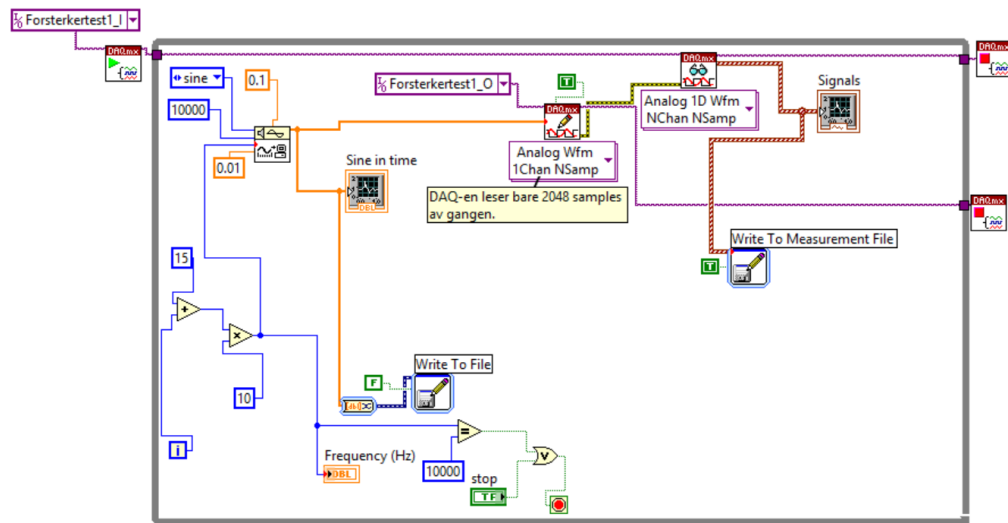 Forsterkertest1_I
DAQmx
DAQmx
sine
0.1
10000
0.01
Sine in time
DBL
Forsterkertest1_O
T
DAQmx
Analog Wfm
1Chan NSamp
DAQ-en leser bare 2048 samples
av gangen.
DAQmx
Analog 1D Wfm
NChan NSamp
Signals
DAQmx
Write To Measurement File
T
15
+
x
10
i
Write To File
F
Frequency (Hz)
DBL
=
10000
stop
TF
V